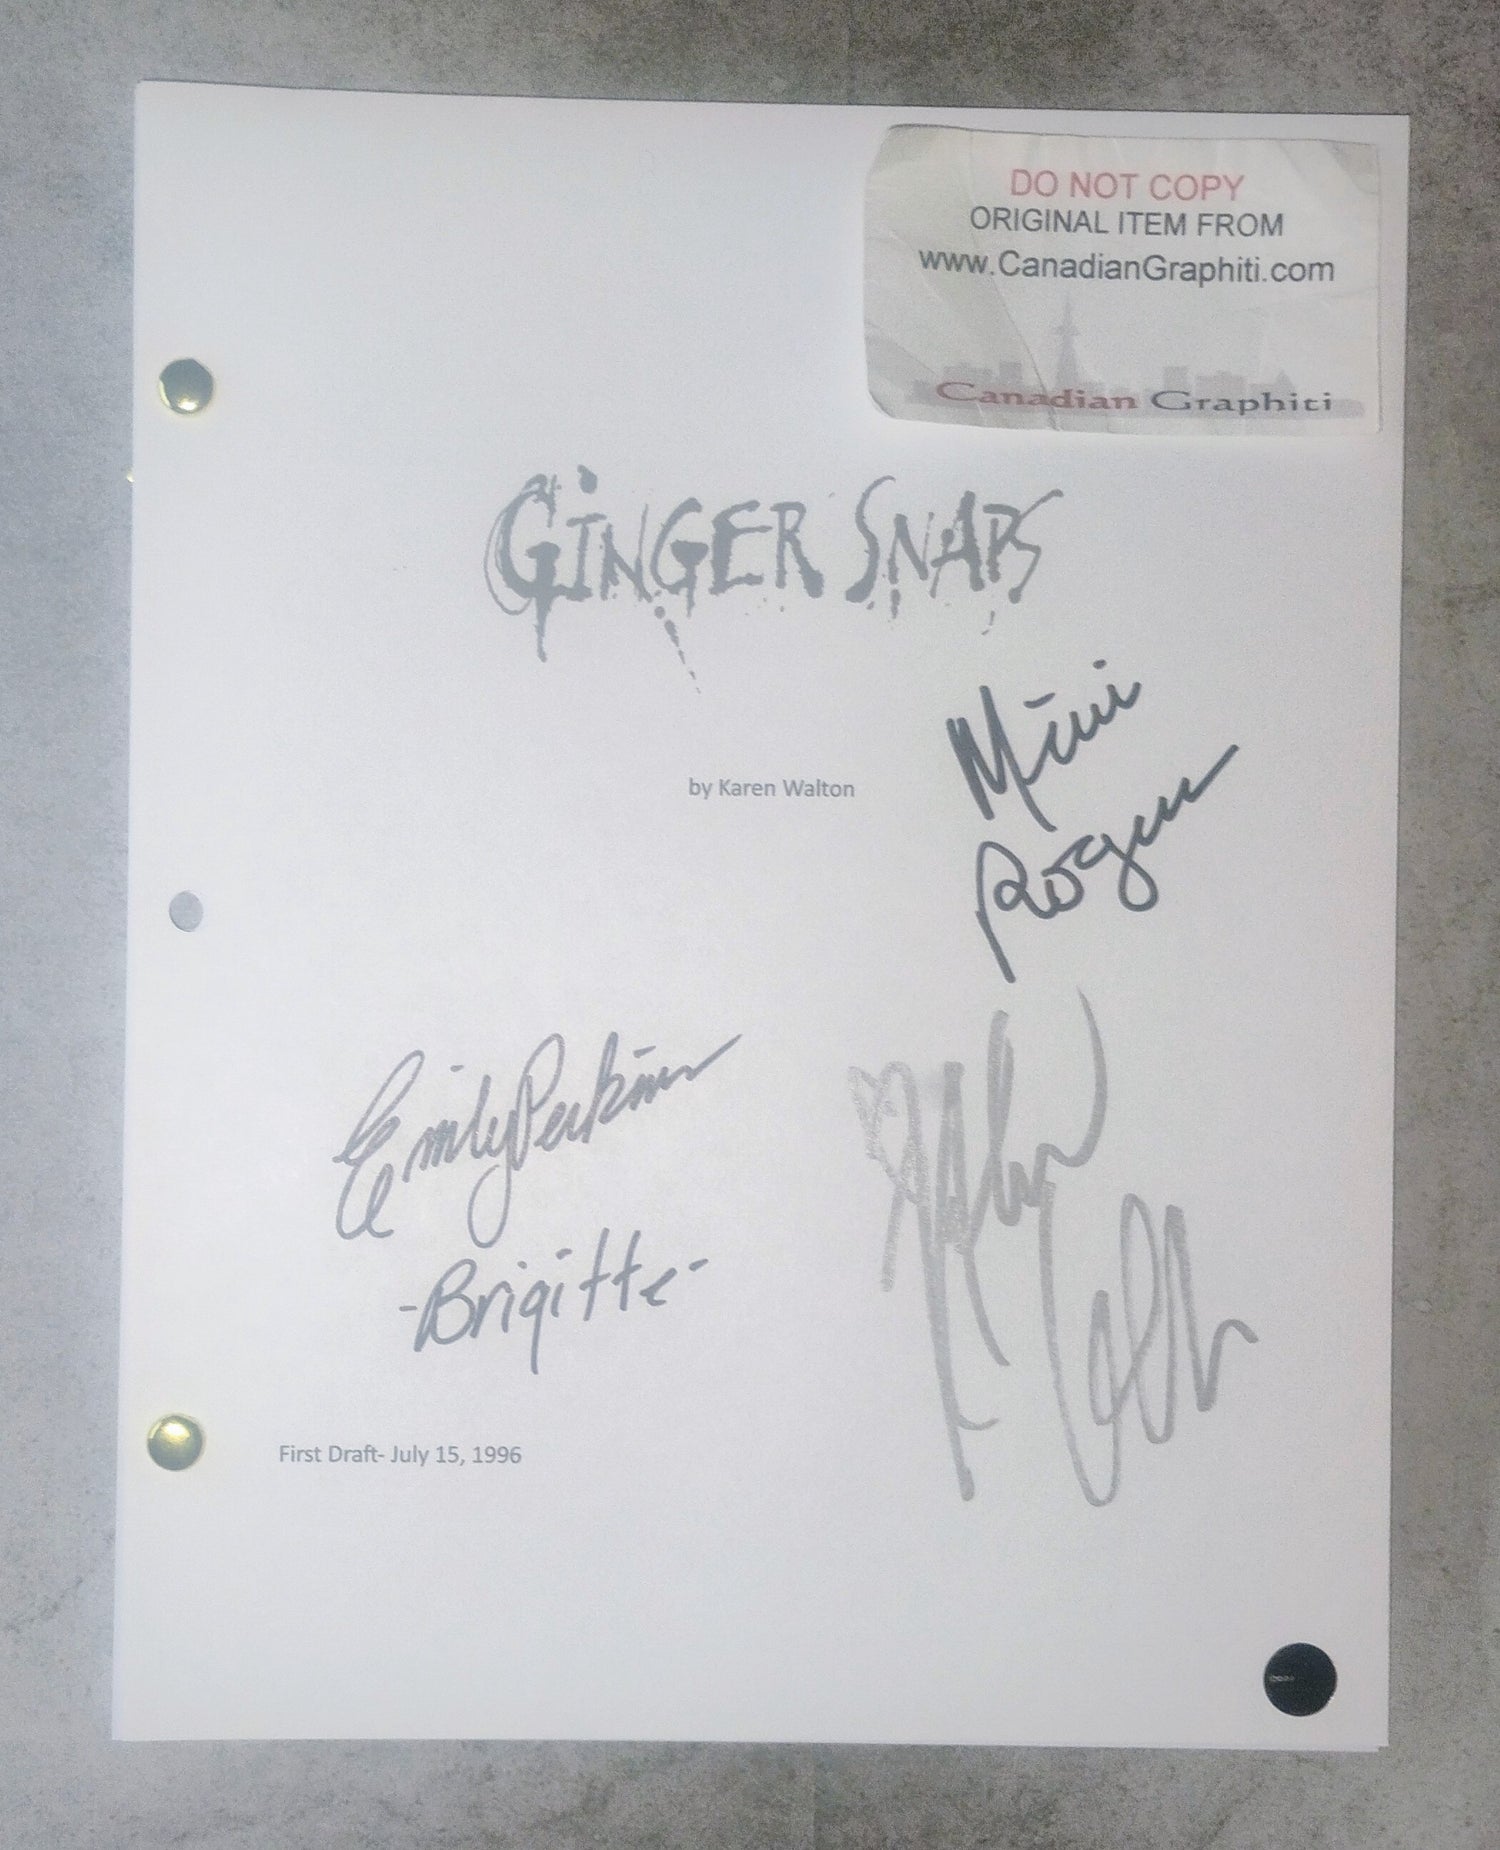 DO NOT COPY
ORIGINAL ITEM FROM
www.CanadianGraphiti.com
Canadian Graphiti
GINGER SNAPS
by Karen Walton
Mimi
Rogers
Emily Perkins
-Brigitte-
First Draft- July 15, 1996